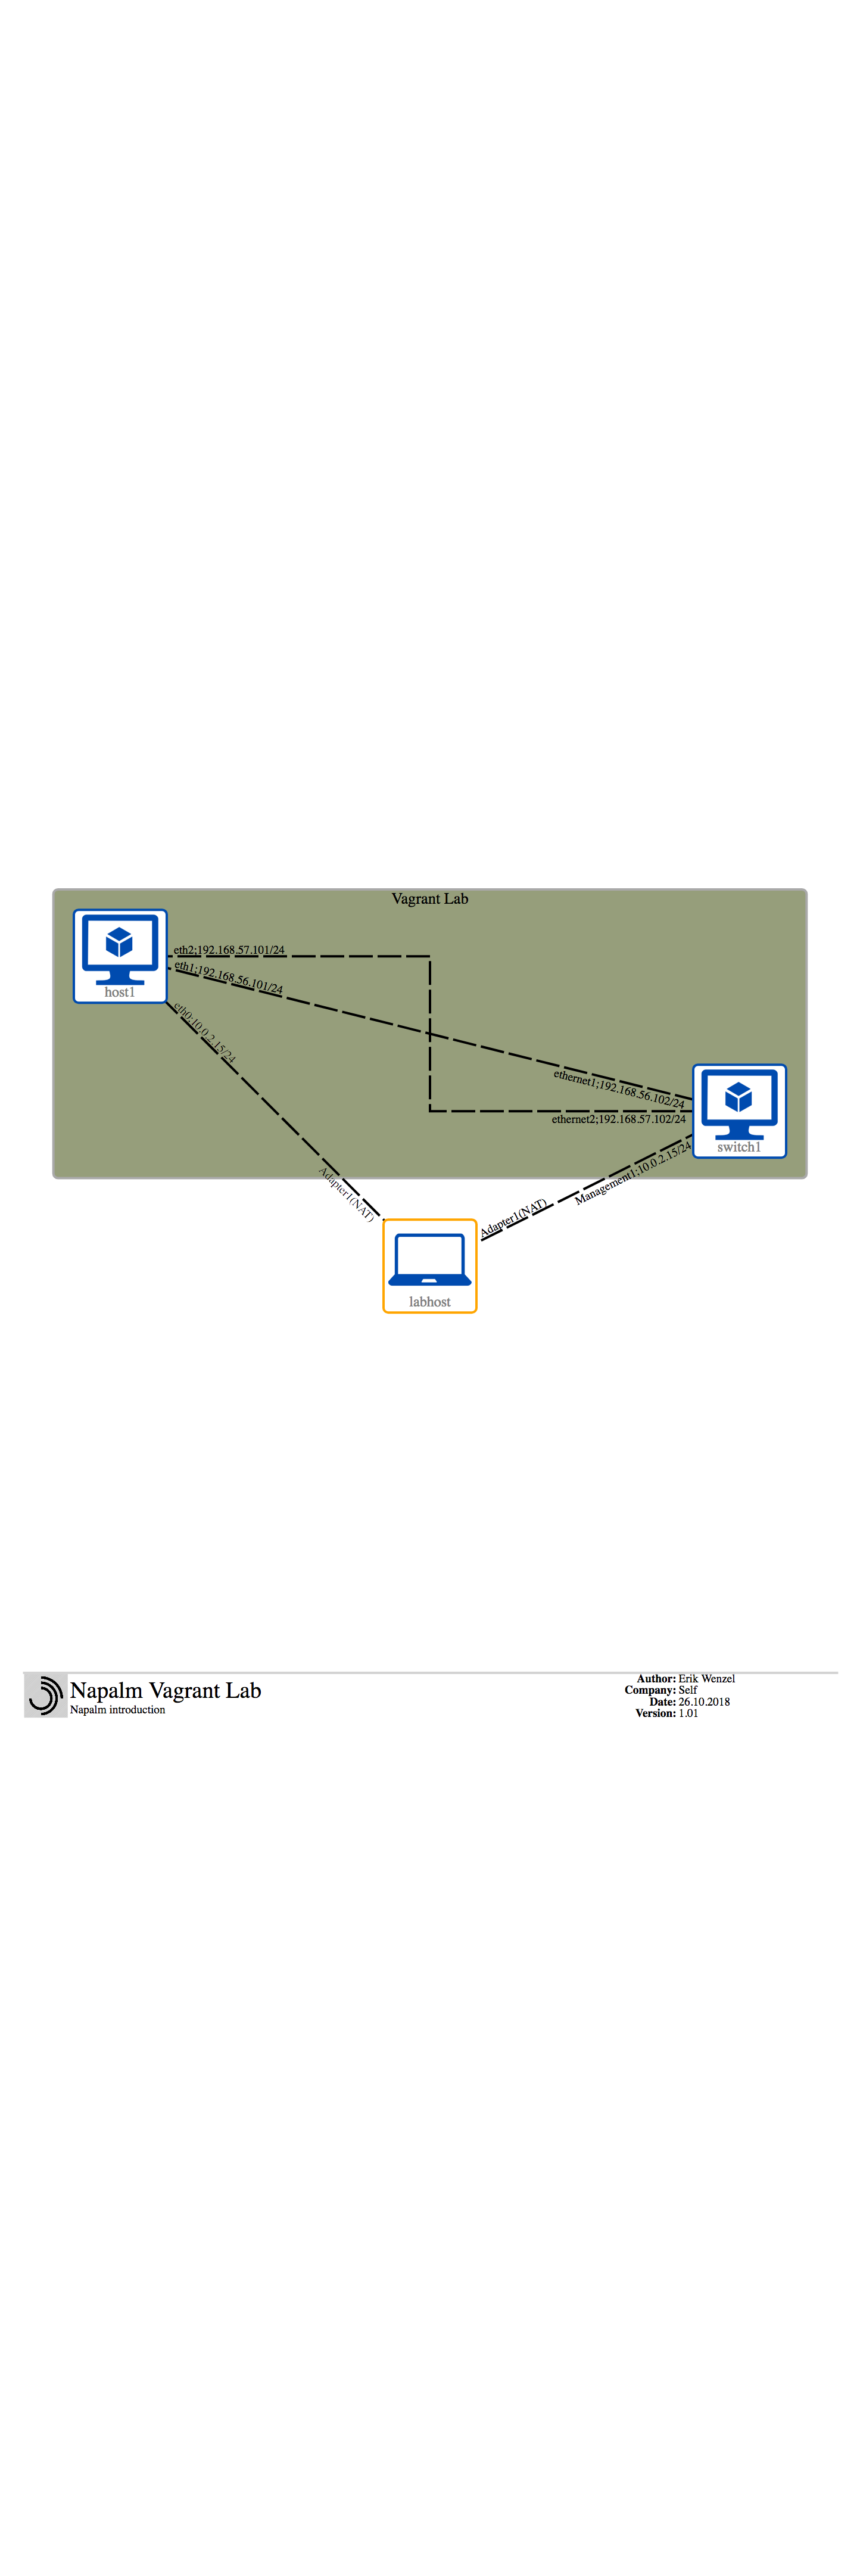 Vagrant Lab
eth2;192.168.57.101/24
eth1;192.168.56.101/24
host1
eth0;10.0.2.15/24
ethernet1;192.168.56.102/24
ethernet2;192.168.57.102/24
switch1
Management1;10.0.2.15/24
Adapter1(NAT)
Adapter1(NAT)
labhost
Napalm Vagrant Lab
Napalm introduction
Author: Erik Wenzel
Company: Self
Date: 26.10.2018
Version: 1.01